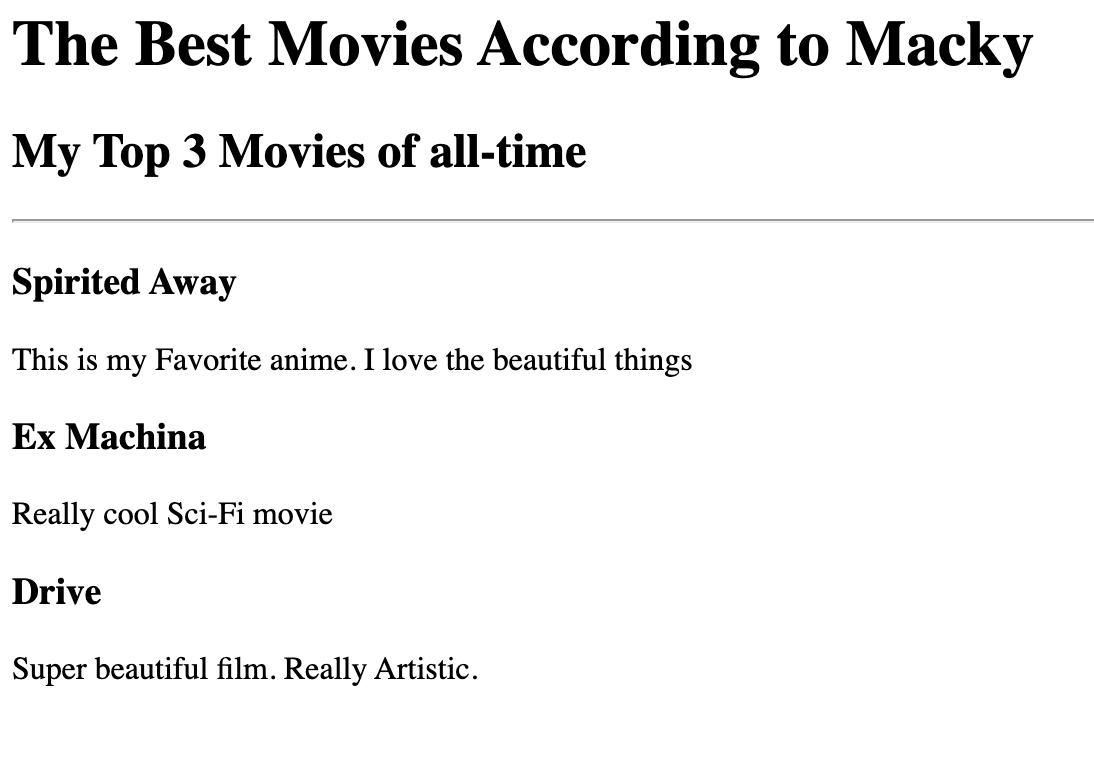 The Best Movies According to Macky
My Top 3 Movies of all-time
Spirited Away
This is my Favorite anime. I love the beautiful things
Ex Machina
Really cool Sci-Fi movie
Drive
Super beautiful film. Really Artistic.